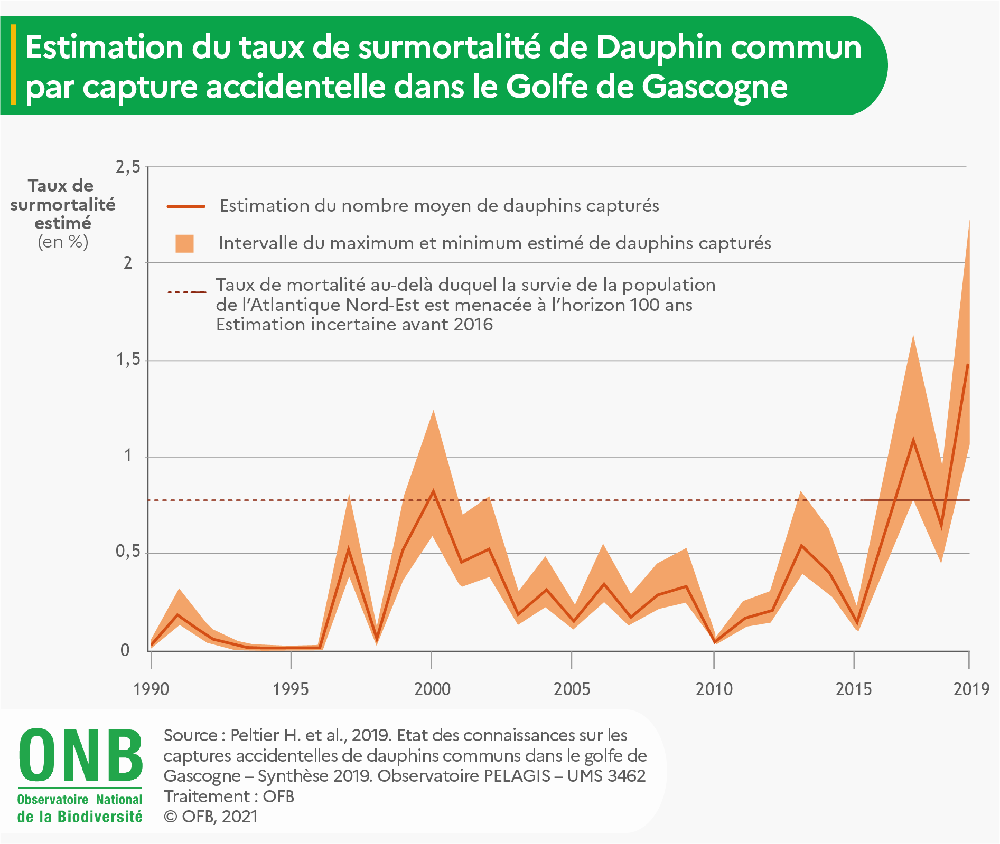 Estimation du taux de surmortalité de Dauphin commun
par capture accidentelle dans le Golfe de Gascogne
Taux de
surmortalité
estimé
(en %)
2,5
2
1,5
1
0,5
0
Estimation du nombre moyen de dauphins capturés
Intervalle du maximum et minimum estimé de dauphins capturés
Taux de mortalité au-delà duquel la survie de la population
de l’Atlantique Nord-Est est menacée à l’horizon 100 ans
Estimation incertaine avant 2016
1990 1995 2000 2005 2010 2015 2019
ONB
Observatoire National
de la Biodiversité
Source : Peltier H. et al., 2019. Etat des connaissances sur les
captures accidentelles de dauphins communs dans le golfe de
Gascogne – Synthèse 2019. Observatoire PELAGIS – UMS 3462
Traitement : OFB
© OFB, 2021